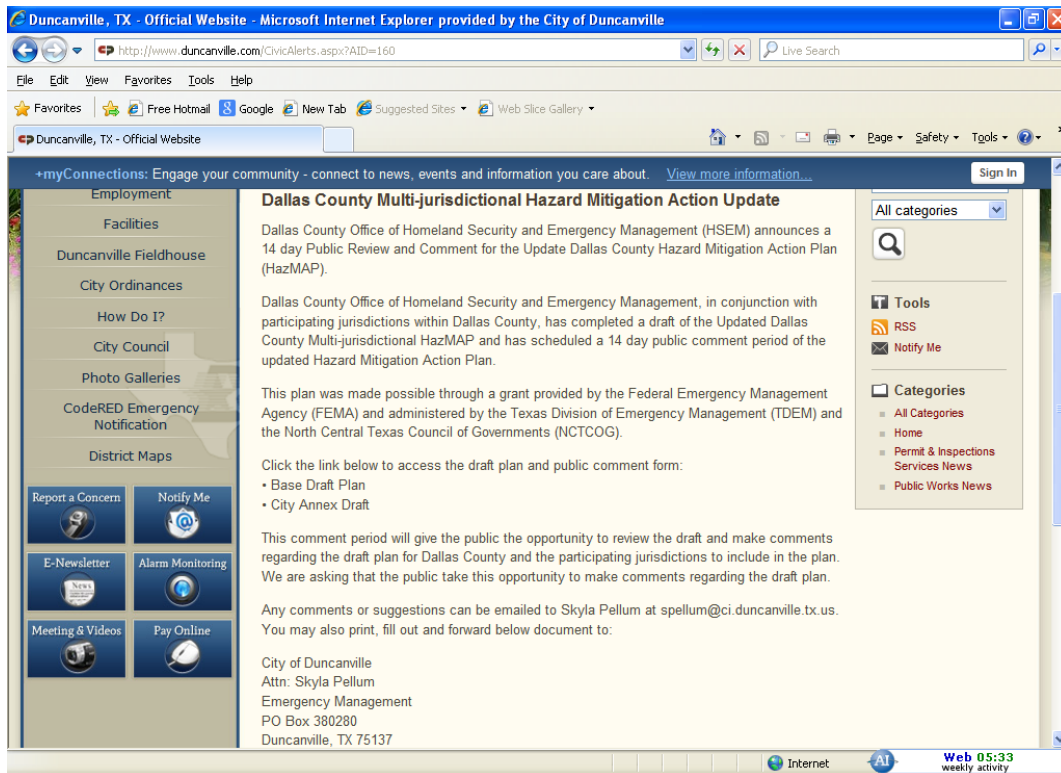 Duncanville, TX - Official Website - Microsoft Internet Explorer provided by the City of Duncanville
http://www.duncanville.com/CivicAlerts.aspx?AID=160
Live Search
File Edit View Favorites Tools Help
Favorites Free Hotmail Google New Tab Suggested Sites Web Slice Gallery
Duncanville, TX - Official Website
Page Safety Tools
+myConnections: Engage your community - connect to news, events and information you care about. View more information... Sign In
Employment
Facilities
Duncanville Fieldhouse
City Ordinances
How Do I?
City Council
Photo Galleries
CodeRED Emergency
Notification
District Maps
Report a Concern Notify Me
E-Newsletter Alarm Monitoring
News
Meeting & Videos Pay Online
Dallas County Multi-jurisdictional Hazard Mitigation Action Update
Dallas County Office of Homeland Security and Emergency Management (HSEM) announces a
14 day Public Review and Comment for the Update Dallas County Hazard Mitigation Action Plan
(HazMAP).
Dallas County Office of Homeland Security and Emergency Management, in conjunction with
participating jurisdictions within Dallas County, has completed a draft of the Updated Dallas
County Multi-jurisdictional HazMAP and has scheduled a 14 day public comment period of the
updated Hazard Mitigation Action Plan.
This plan was made possible through a grant provided by the Federal Emergency Management
Agency (FEMA) and administered by the Texas Division of Emergency Management (TDEM) and
the North Central Texas Council of Governments (NCTCOG).
Click the link below to access the draft plan and public comment form:
• Base Draft Plan
• City Annex Draft
This comment period will give the public the opportunity to review the draft and make comments
regarding the draft plan for Dallas County and the participating jurisdictions to include in the plan.
We are asking that the public take this opportunity to make comments regarding the draft plan.
Any comments or suggestions can be emailed to Skyla Pellum at spellum@ci.duncanville.tx.us.
You may also print, fill out and forward below document to:
City of Duncanville
Attn: Skyla Pellum
Emergency Management
PO Box 380280
Duncanville, TX 75137
All categories
Tools
RSS
Notify Me
Categories
All Categories
Home
Permit & Inspections
Services News
Public Works News
Internet
AI
Web 05:33
weekly activity